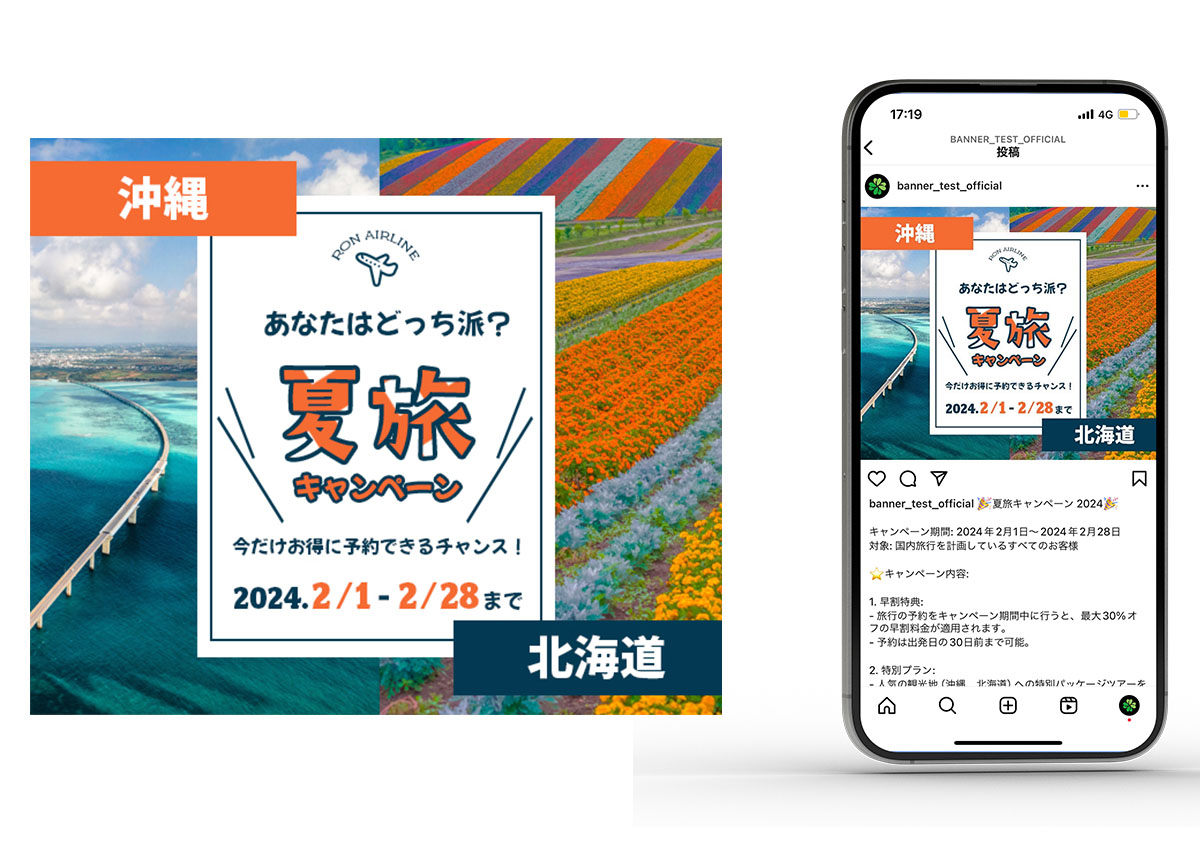 沖縄
RON AIRLINE
あなたはどっち派?
夏旅
キャンペーン
今だけお得に予約できるチャンス!
2024.2/1-2/28まで
北海道
17:19
4G
BANNER_TEST_OFFICIAL
投稿
banner_test_official
沖縄
RON AIRLINE
あなたはどっち派?
夏旅
キャンペーン
今だけお得に予約できるチャンス!
2024.2/1-2/28まで
北海道
banner_test_official 🎉夏旅キャンペーン 2024🎉
キャンペーン期間: 2024年2月1日〜2024年2月28日
対象: 国内旅行を計画しているすべてのお客様
⭐キャンペーン内容:
1. 早割特典:
- 旅行の予約をキャンペーン期間中に行うと、最大30%オ
フの早割料金が適用されます。
- 予約は出発日の30日前まで可能。
2. 特別プラン:
- 人気の観光地 (沖縄、北海道) への特別パッケージツアーを